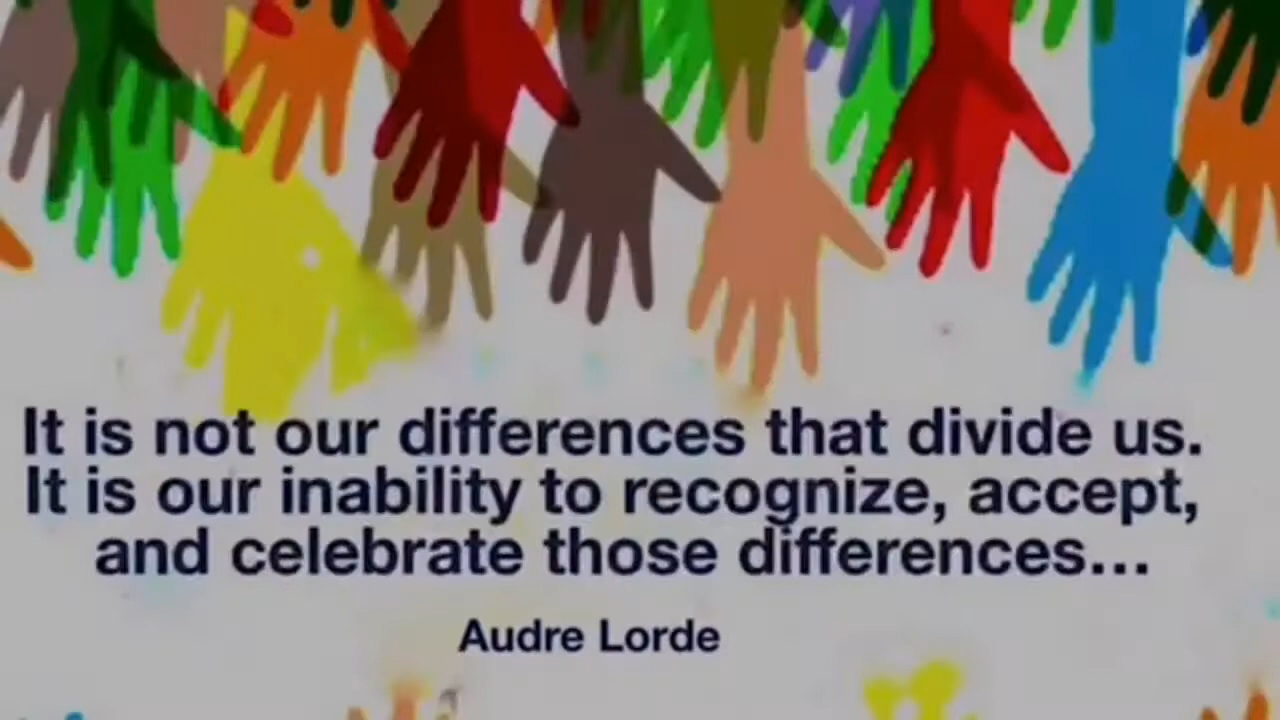 It is not our differences that divide us.
It is our inability to recognize, accept,
and celebrate those differences...
Audre Lorde